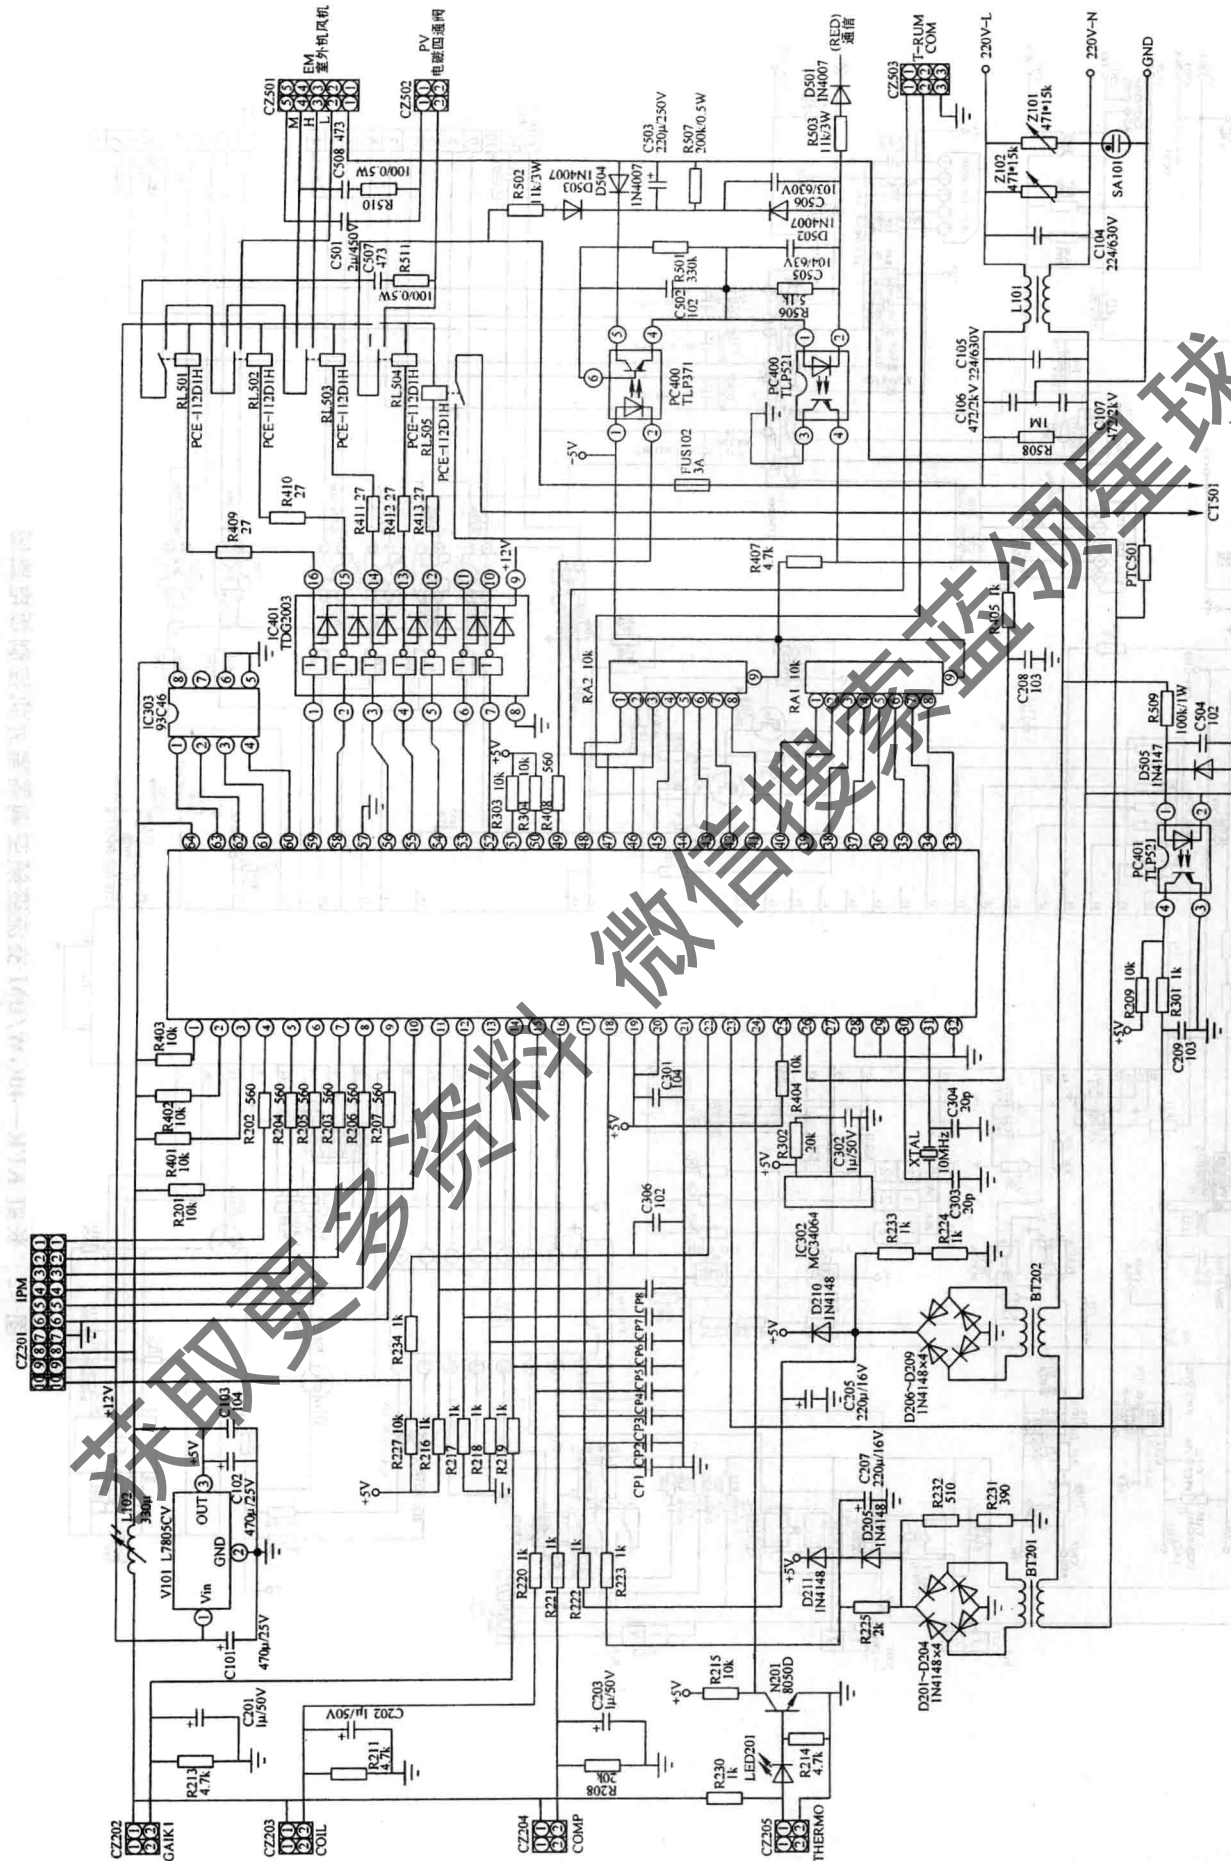 CZ501
EM
室外机风机
M
H
L
CZ502
PV
电磁四通阀
(RED)
通信
D501
1N4007
R503
11k/3W
CZ503
T-RUM
COM
220V-L
220V-N
GND
Z101
471*15k
Z102
471*15k
SA101
C104
224/630V
L101
C105
224/630V
C106
472/2kV
C107
472/2kV
1M
R508
C508 473
100/0.5W
R510
C501
2μ/450V
C507
473
R511
100/0.5W
R502
11k/3W
D503
1N4007
D504
1N4007
C503
220μ/250V
R507
200k/0.5W
C506
103/630V
D502
1N4007
C505
104/63V
R501
330k
C502
102
R506
5.1k
RL501
PCE-112D1H
RL502
PCE-112D1H
RL503
PCE-112D1H
RL504
PCE-112D1H
RL505
PCE-112D1H
PC400
TLP371
PC400
TLP521
-5V
FUS102
3A
CT501
PTC501
R409
27
R410
27
R411 27
R412 27
R413 27
IC401
TDG2003
+12V
IC303
93C46
R407
4.7k
R405 1k
C208
103
RA2 10k
RA1 10k
R303 10k
+5V
R304 10k
R408 560
R509
100k/1W
C504
102
D505
1N4147
PC401
TLP521
R209 10k
R301 1k
+5V
C209
103
R403
10k
R402
10k
R401
10k
R201
10k
R202 560
R204 560
R205 560
R203 560
R206 560
R207 560
CZ201 IPM
R234 1k
C306
102
C301
104
+5V
R404 10k
R302
20k
+5V
C302
1μ/50V
IC302
MC34064
XTAL
10MHz
C304
20p
C303
20p
R233
1k
R224
1k
D210
1N4148
+5V
D206~D209
1N4148×4
BT202
C205
220μ/16V
CP1 CP2 CP3 CP4 CP5 CP6 CP7 CP8
+12V
C103
104
+5V
L102
330μ
V101 L7805CV
Vin
OUT
GND
C102
470μ/25V
C101
470μ/25V
+5V
R227 10k
R216 1k
R217 1k
R218 1k
R219 1k
R220 1k
R221 1k
R222 1k
R223 1k
C207
220μ/16V
D205
1N4148
D211
1N4148
+5V
R232
510
R231
390
R225
2k
D201~D204
1N4148×4
BT201
C201
1μ/50V
R213
4.7k
C202 1μ/50V
R211
4.7k
C203
1μ/50V
20k
R208
R215
10k
+5V
N201
8050D
LED201
R214
4.7k
R230
1k
CZ202
GAIK1
CZ203
COIL
CZ204
COMP
CZ205
THERMO
获取更多资料 微信搜索蓝领星球